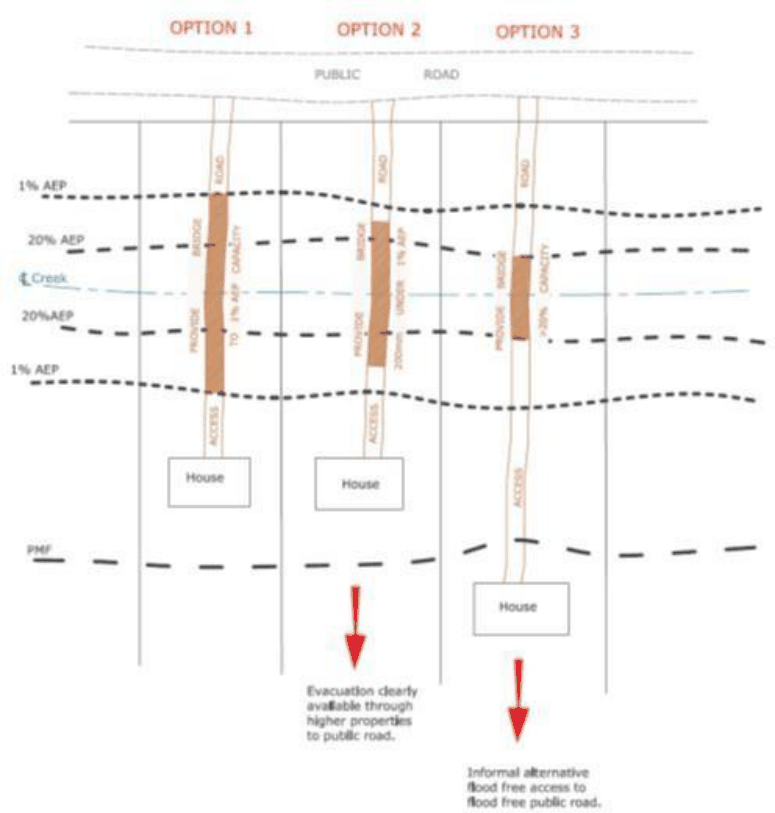 OPTION 1
OPTION 2
OPTION 3
PUBLIC ROAD
ROAD
ROAD
ROAD
1% AEP
20% AEP
℄ Creek
20%AEP
1% AEP
PROVIDE BRIDGE
TO 1% AEP CAPACITY
PROVIDE BRIDGE
200mm UNDER 1% AEP
PROVIDE BRIDGE
>20% CAPACITY
ACCESS
ACCESS
ACCESS
House
House
House
PMF
Evacuation clearly
available through
higher properties
to public road.
Informal alternative
flood free access to
flood free public road.